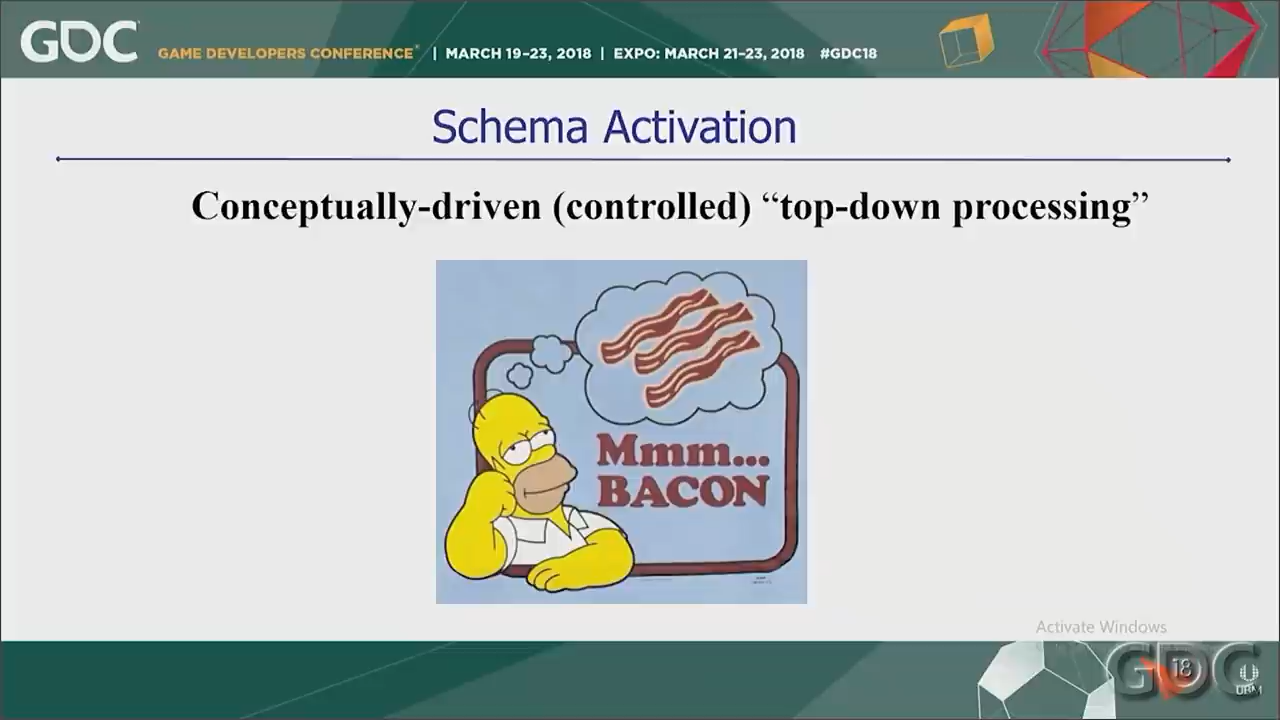 GDC
GAME DEVELOPERS CONFERENCE® | MARCH 19–23, 2018 | EXPO: MARCH 21–23, 2018 #GDC18
Schema Activation
Conceptually-driven (controlled) “top-down processing”
Mmm...
BACON
Activate Windows
GDC
18
UBM